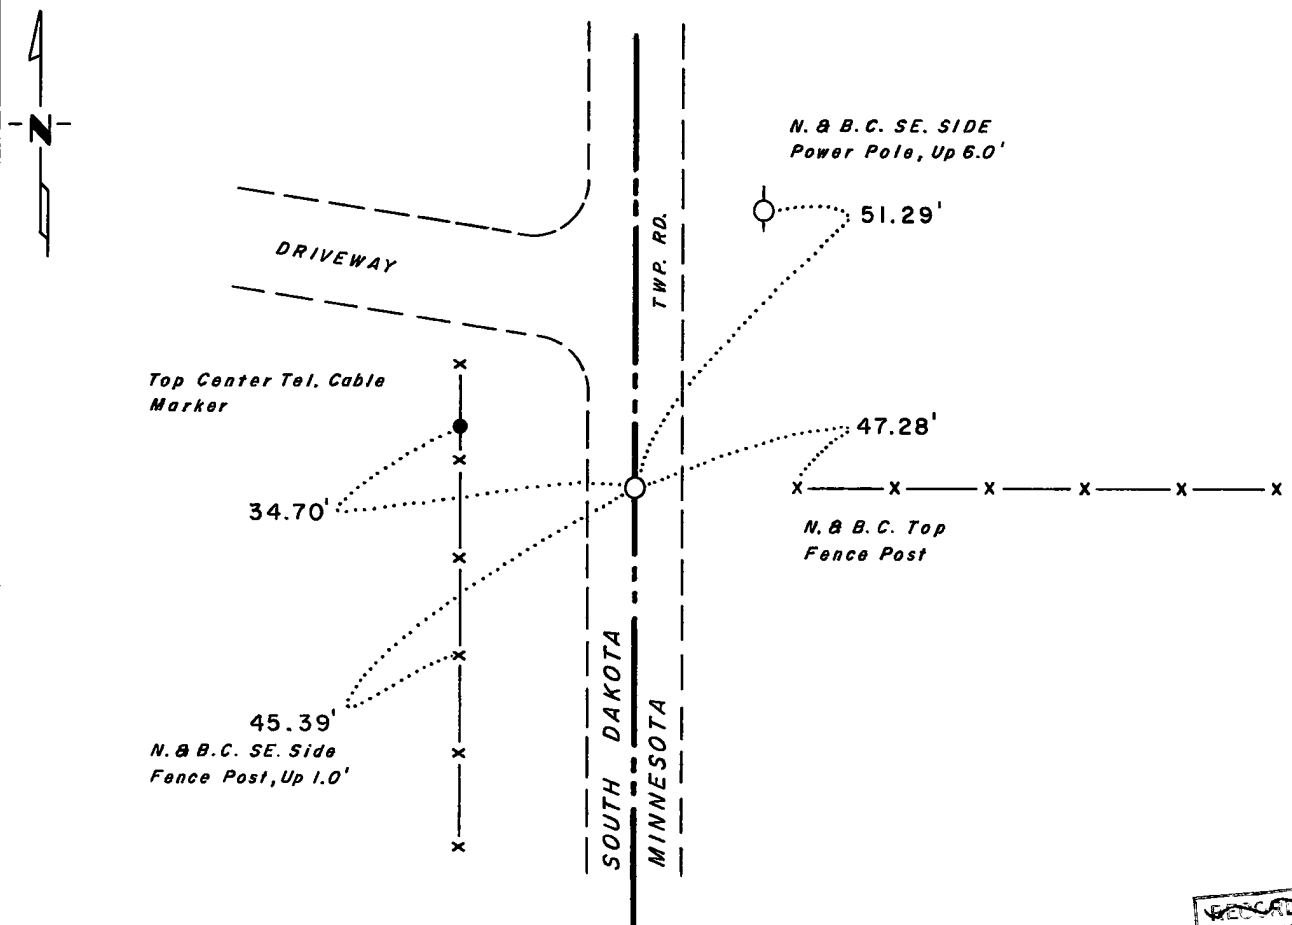 N
N. & B.C. SE. SIDE
Power Pole, Up 6.0'
51.29'
TWP. RD.
DRIVEWAY
Top Center Tel. Cable
Marker
47.28'
34.70'
N. & B.C. Top
Fence Post
45.39'
N. & B.C. SE. Side
Fence Post, Up 1.0'
SOUTH DAKOTA
MINNESOTA